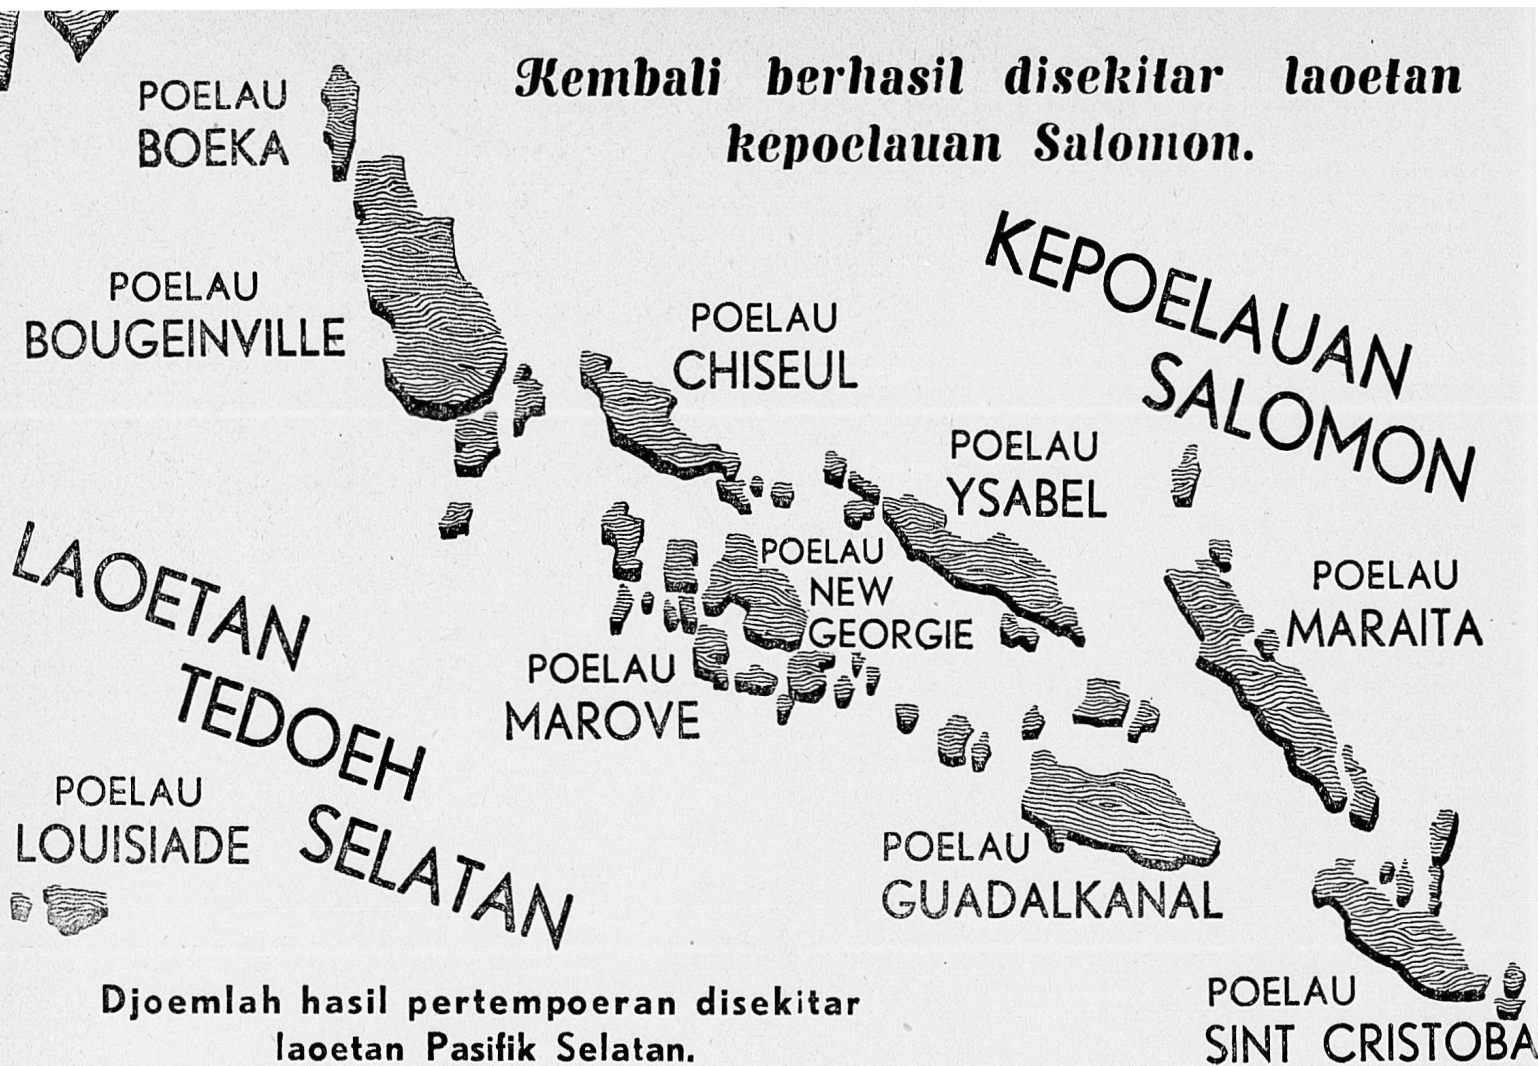 Kembali berhasil disekitar laoetan
kepoelauan Salomon.
POELAU
BOEKA
POELAU
BOUGEINVILLE
KEPOELAUAN
SALOMON
POELAU
CHISEUL
POELAU
YSABEL
POELAU
NEW
GEORGIE
POELAU
MARAITA
LAOETAN
TEDOEH
SELATAN
POELAU
MAROVE
POELAU
LOUISIADE
POELAU
GUADALKANAL
POELAU
SINT CRISTOBA
Djoemlah hasil pertempoeran disekitar
laoetan Pasifik Selatan.